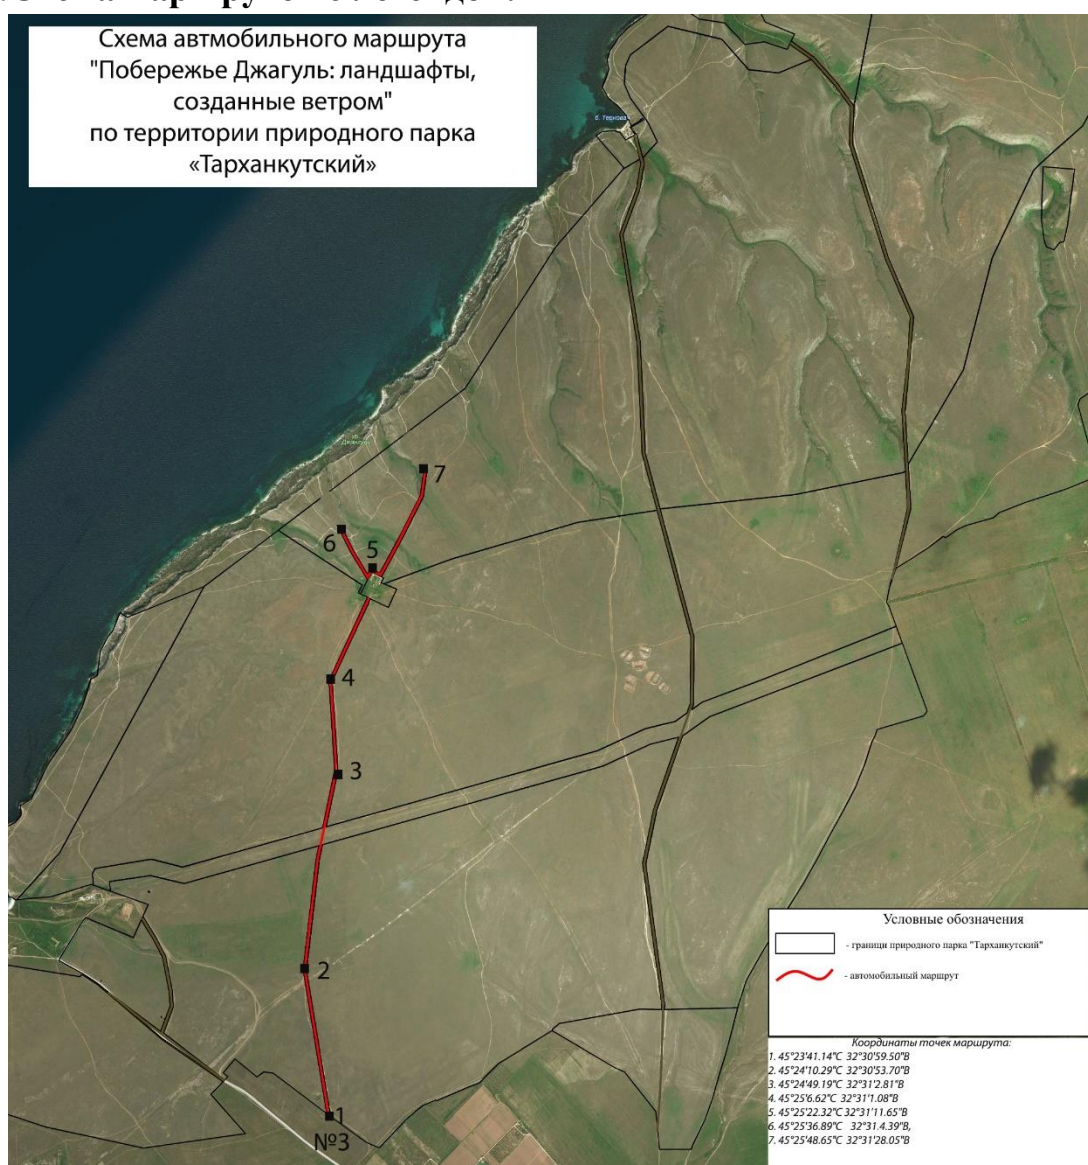 Схема автмобильного маршрута
"Побережье Джагуль: ландшафты,
созданные ветром"
по территории природного парка
«Тарханкутский»
7
6
5
4
3
2
1
№3
Условные обозначения
- граници природного парка "Тарханкутский"
- автомобильный маршрут
Координаты точек маршрута:
1. 45°23'41.14"С 32°30'59.50"В
2. 45°24'10.29"С 32°30'53.70"В
3. 45°24'49.19"С 32°31'2.81"В
4. 45°25'6.62"С 32°31'1.08"В
5. 45°25'22.32"С 32°31'11.65"В
6. 45°25'36.89"С 32°31.4.39"В,
7. 45°25'48.65"С 32°31'28.05"В